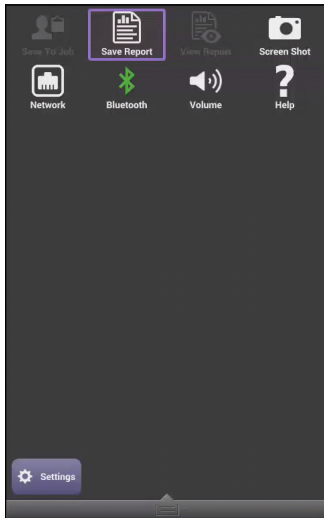 Save To Job
Save Report
View Report
Screen Shot
Network
Bluetooth
Volume
Help
Settings